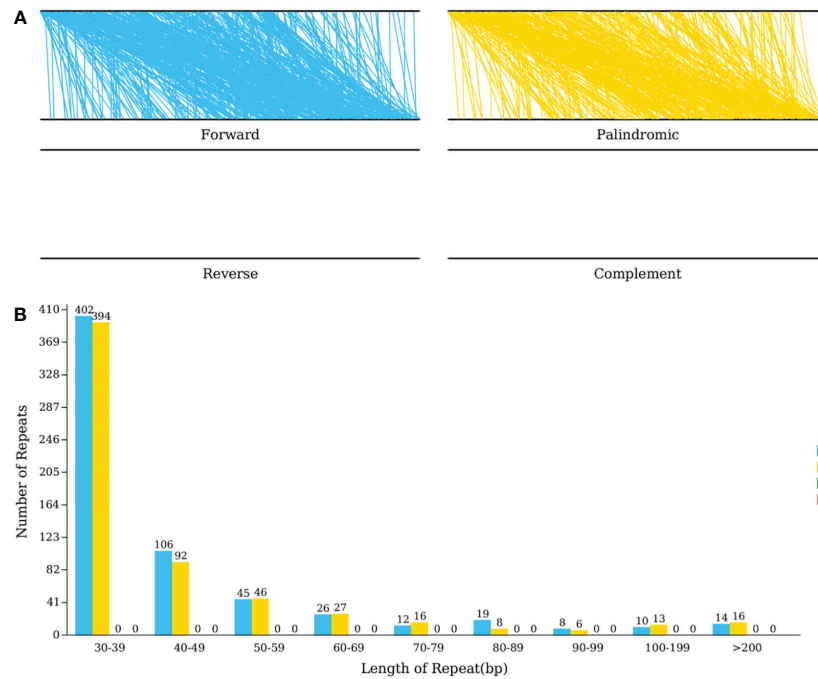 A
Forward Palindromic
Reverse Complement
B
Number of Repeats
410
369
328
287
246
205
164
123
82
41
0
402 394 0 0
106 92 0 0
45 46 0 0
26 27 0 0
12 16 0 0
19 8 0 0
8 6 0 0
10 13 0 0
14 16 0 0
30-39 40-49 50-59 60-69 70-79 80-89 90-99 100-199 >200
Length of Repeat(bp)